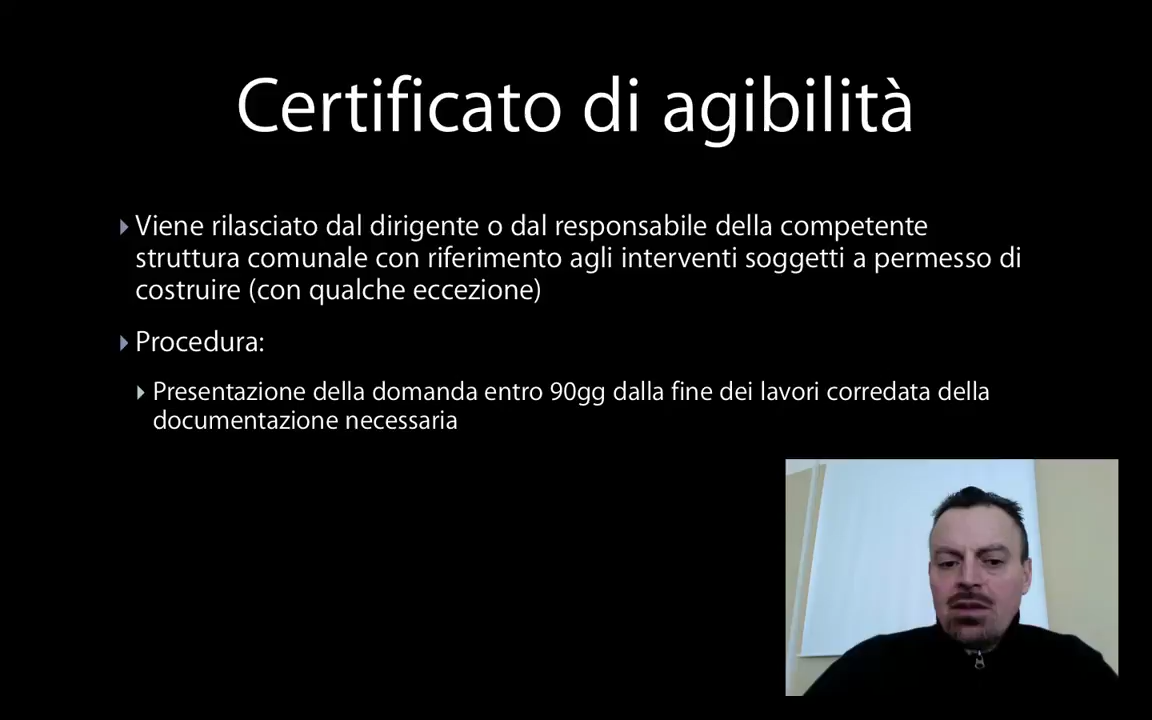 Certificato di agibilità
Viene rilasciato dal dirigente o dal responsabile della competente
struttura comunale con riferimento agli interventi soggetti a permesso di
costruire (con qualche eccezione)
Procedura:
Presentazione della domanda entro 90gg dalla fine dei lavori corredata della
documentazione necessaria